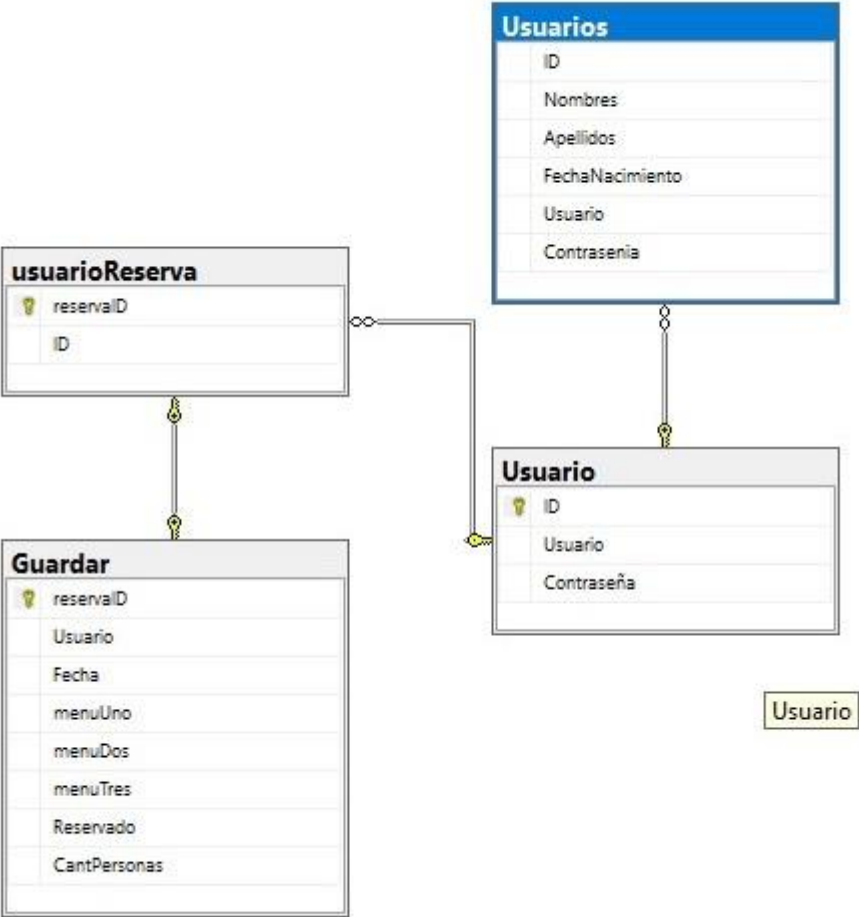 Usuarios
ID
Nombres
Apellidos
FechaNacimiento
Usuario
Contrasenia
usuarioReserva
reservaID
ID
Usuario
ID
Usuario
Contraseña
Guardar
reservaID
Usuario
Fecha
menuUno
menuDos
menuTres
Reservado
CantPersonas
Usuario